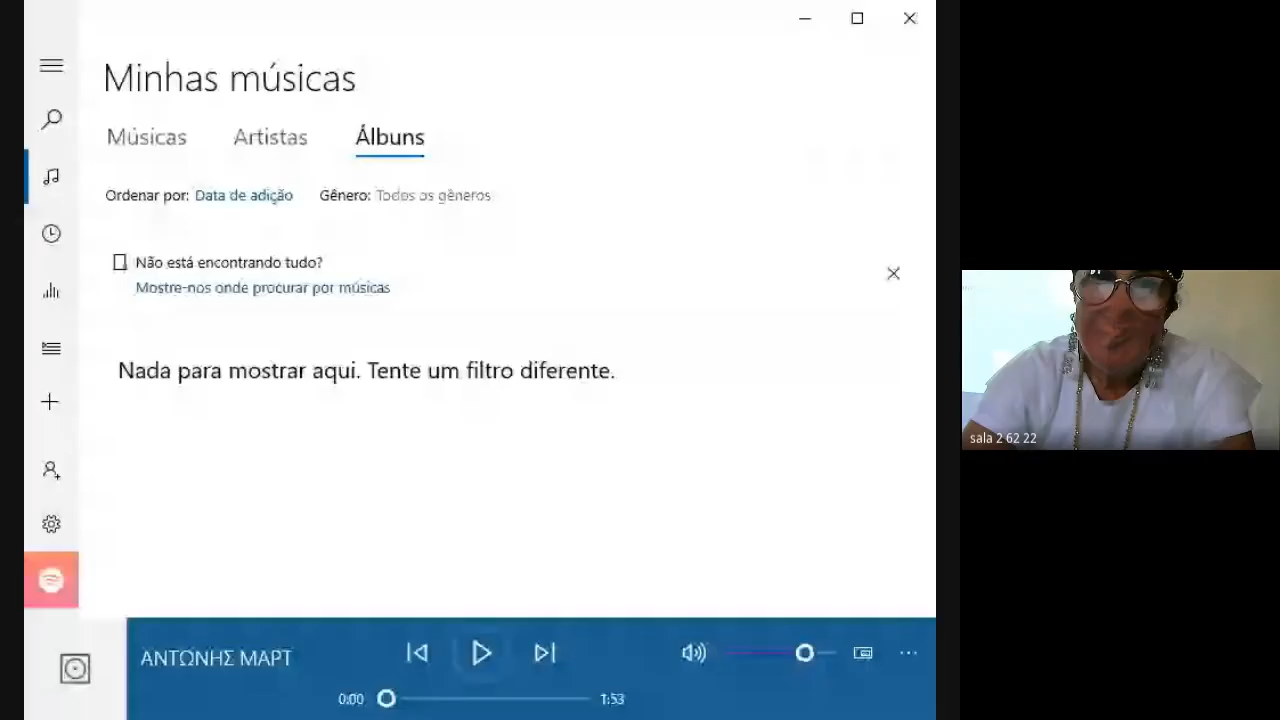 Minhas músicas
Músicas Artistas Álbuns
Ordenar por: Data de adição Gênero: Todos os gêneros
Não está encontrando tudo?
Mostre-nos onde procurar por músicas
Nada para mostrar aqui. Tente um filtro diferente.
sala 2 62 22
ΑΝΤΩΝΗΣ ΜΑΡΤ
0:00 1:53